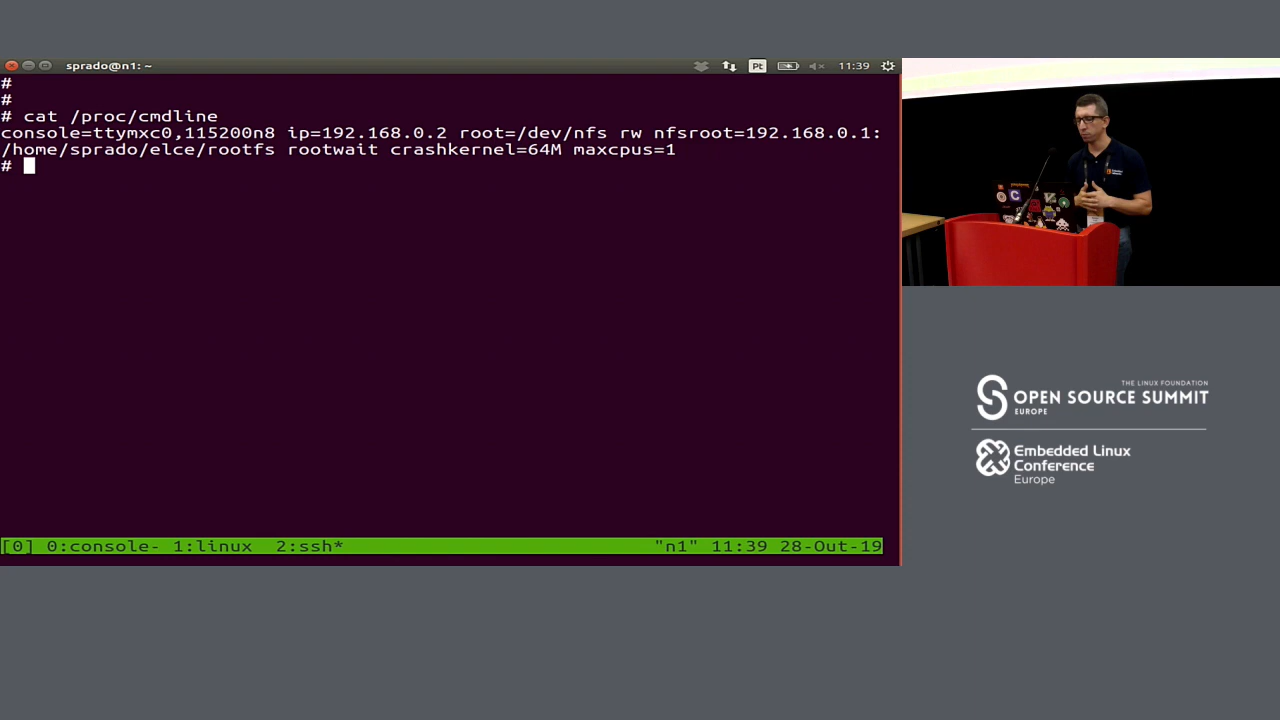 sprado@n1: ~
Pt
11:39
#
#
# cat /proc/cmdline
console=ttymxc0,115200n8 ip=192.168.0.2 root=/dev/nfs rw nfsroot=192.168.0.1:
/home/sprado/elce/rootfs rootwait crashkernel=64M maxcpus=1
#
[0] 0:console- 1:linux  2:ssh*
"n1" 11:39 28-Out-19
THE LINUX FOUNDATION
OPEN SOURCE SUMMIT
EUROPE
Embedded Linux
Conference
Europe